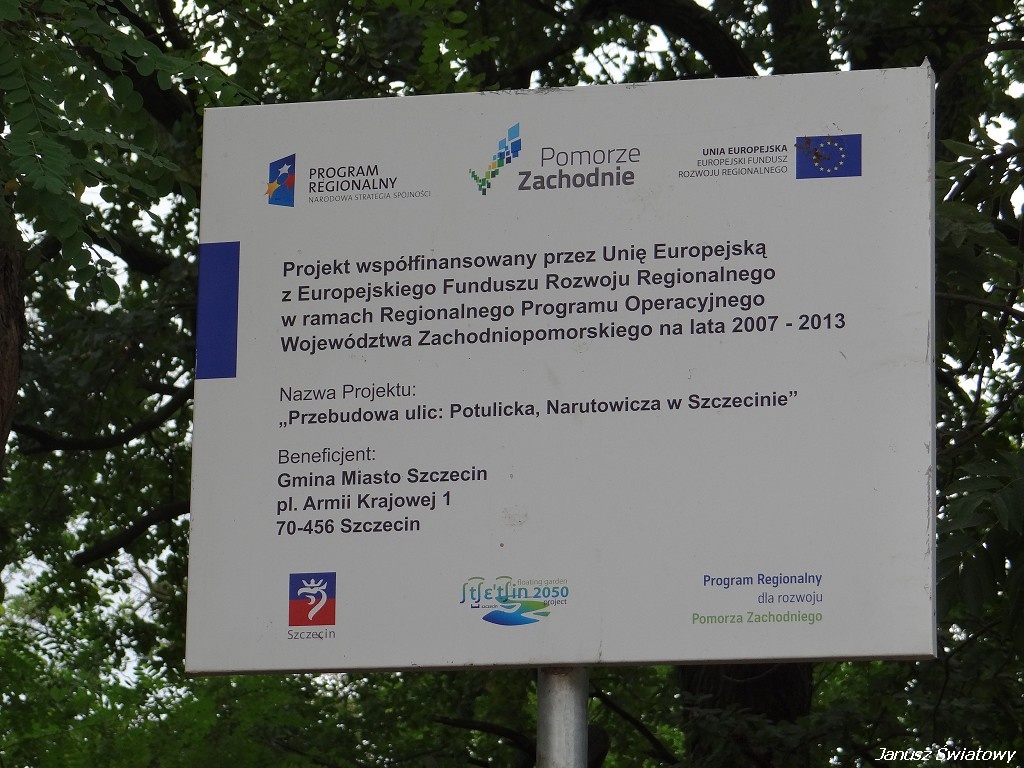 PROGRAM
REGIONALNY
NARODOWA STRATEGIA SPÓJNOŚCI
Pomorze
Zachodnie
UNIA EUROPEJSKA
EUROPEJSKI FUNDUSZ
ROZWOJU REGIONALNEGO
Projekt współfinansowany przez Unię Europejską
z Europejskiego Funduszu Rozwoju Regionalnego
w ramach Regionalnego Programu Operacyjnego
Województwa Zachodniopomorskiego na lata 2007 - 2013
Nazwa Projektu:
„Przebudowa ulic: Potulicka, Narutowicza w Szczecinie”
Beneficjent:
Gmina Miasto Szczecin
pl. Armii Krajowej 1
70-456 Szczecin
Szczecin
floating garden
ʃtʃɛ'tʃin 2050
szczecin project
Program Regionalny
dla rozwoju
Pomorza Zachodniego
Janusz Światowy